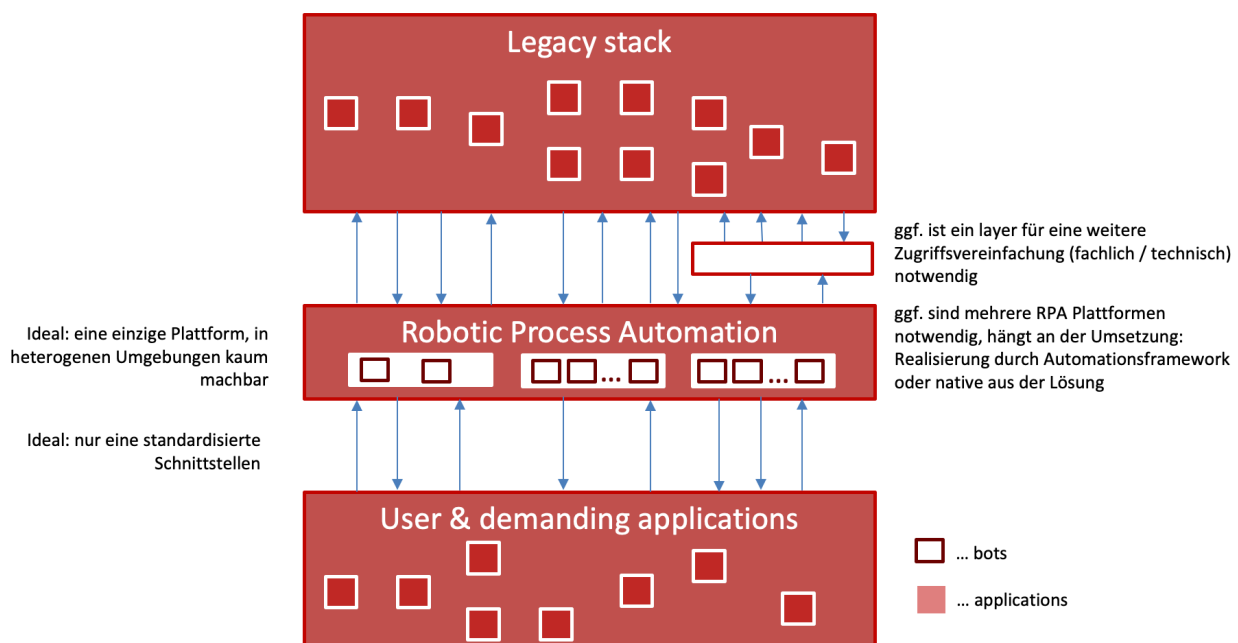 Legacy stack
ggf. ist ein layer für eine weitere
Zugriffsvereinfachung (fachlich / technisch)
notwendig
Robotic Process Automation
...
...
Ideal: eine einzige Plattform, in
heterogenen Umgebungen kaum
machbar
ggf. sind mehrere RPA Plattformen
notwendig, hängt an der Umsetzung:
Realisierung durch Automationsframework
oder native aus der Lösung
Ideal: nur eine standardisierte
Schnittstellen
User & demanding applications
... bots
... applications